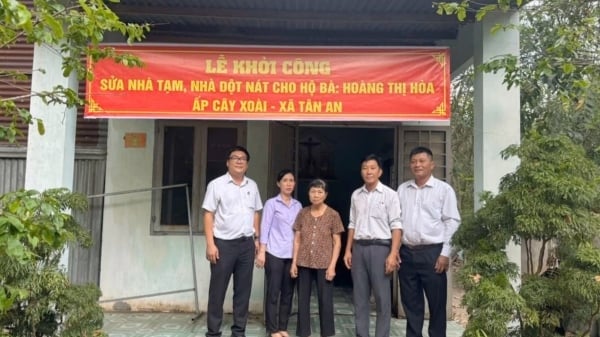 LỄ KHỞI CÔNG
SỬA NHÀ TẠM, NHÀ DỘT NÁT CHO HỘ BÀ: HOÀNG THỊ HÒA
ẤP CÂY XOÀI - XÃ TÂN AN